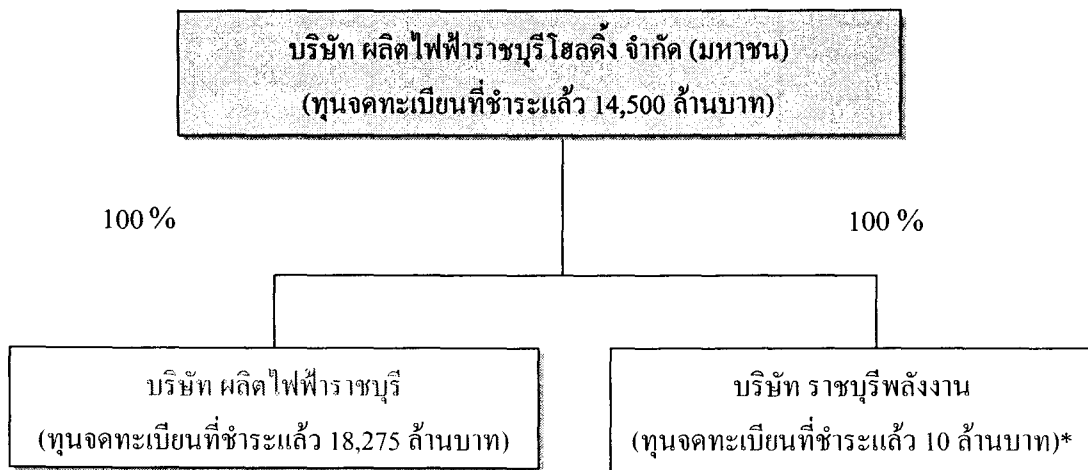 บริษัท ผลิตไฟฟ้าราชบุรีโฮลดิ้ง จำกัด (มหาชน)
(ทุนจดทะเบียนที่ชำระแล้ว 14,500 ล้านบาท)
100 %
100 %
บริษัท ผลิตไฟฟ้าราชบุรี
บริษัท ราชบุรีพลังงาน
(ทุนจดทะเบียนที่ชำระแล้ว 18,275 ล้านบาท)
(ทุนจดทะเบียนที่ชำระแล้ว 10 ล้านบาท)*